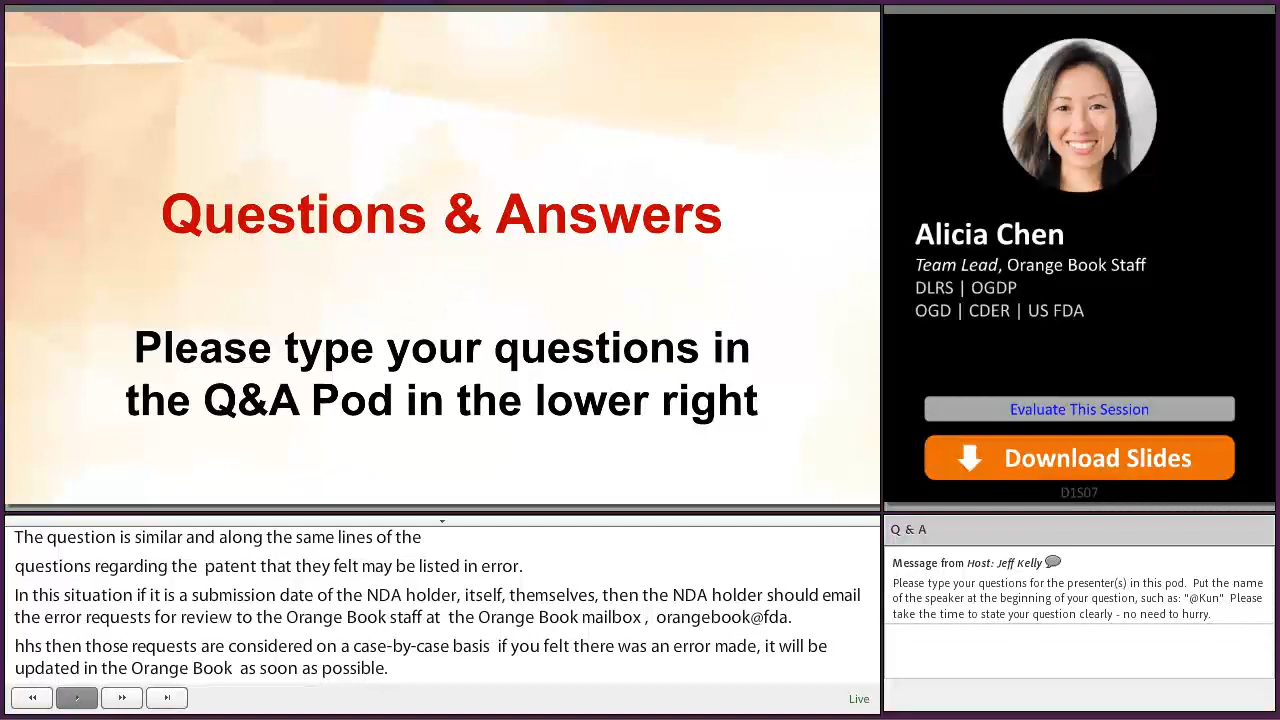 Questions & Answers
Please type your questions in
the Q&A Pod in the lower right
Alicia Chen
Team Lead, Orange Book Staff
DLRS | OGDP
OGD | CDER | US FDA
Evaluate This Session
Download Slides
D1S07
The question is similar and along the same lines of the
questions regarding the patent that they felt may be listed in error.
In this situation if it is a submission date of the NDA holder, itself, themselves, then the NDA holder should email
the error requests for review to the Orange Book staff at the Orange Book mailbox , orangebook@fda.
hhs then those requests are considered on a case-by-case basis if you felt there was an error made, it will be
updated in the Orange Book as soon as possible.
Live
Q & A
Message from Host: Jeff Kelly
Please type your questions for the presenter(s) in this pod. Put the name
of the speaker at the beginning of your question, such as: "@Kun" Please
take the time to state your question clearly - no need to hurry.